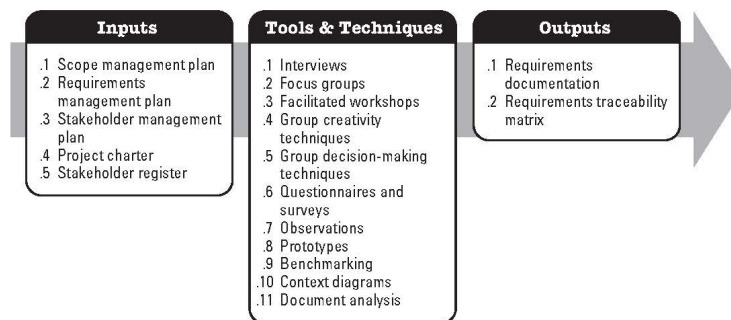 Inputs
.1 Scope management plan
.2 Requirements
management plan
.3 Stakeholder management
plan
.4 Project charter
.5 Stakeholder register
Tools & Techniques
.1 Interviews
.2 Focus groups
.3 Facilitated workshops
.4 Group creativity
techniques
.5 Group decision-making
techniques
.6 Questionnaires and
surveys
.7 Observations
.8 Prototypes
.9 Benchmarking
.10 Context diagrams
.11 Document analysis
Outputs
.1 Requirements
documentation
.2 Requirements traceability
matrix